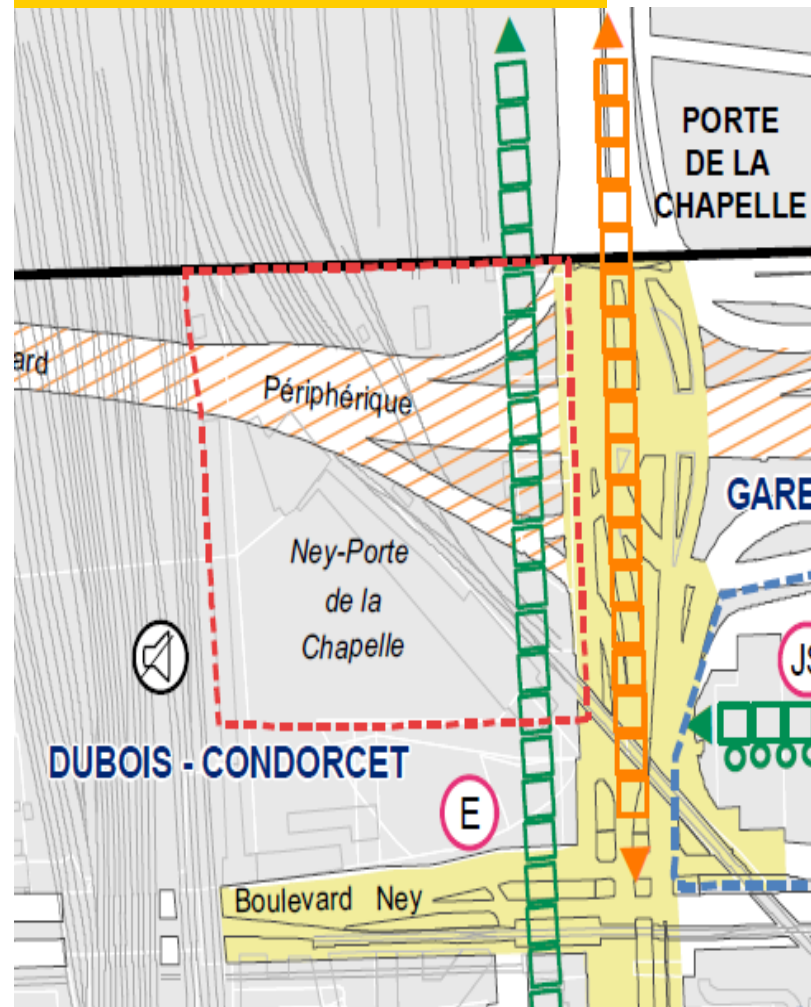 PORTE
DE LA
CHAPELLE
ard
Périphérique
GARE
Ney-Porte
de la
Chapelle
JS
DUBOIS - CONDORCET
E
Boulevard Ney